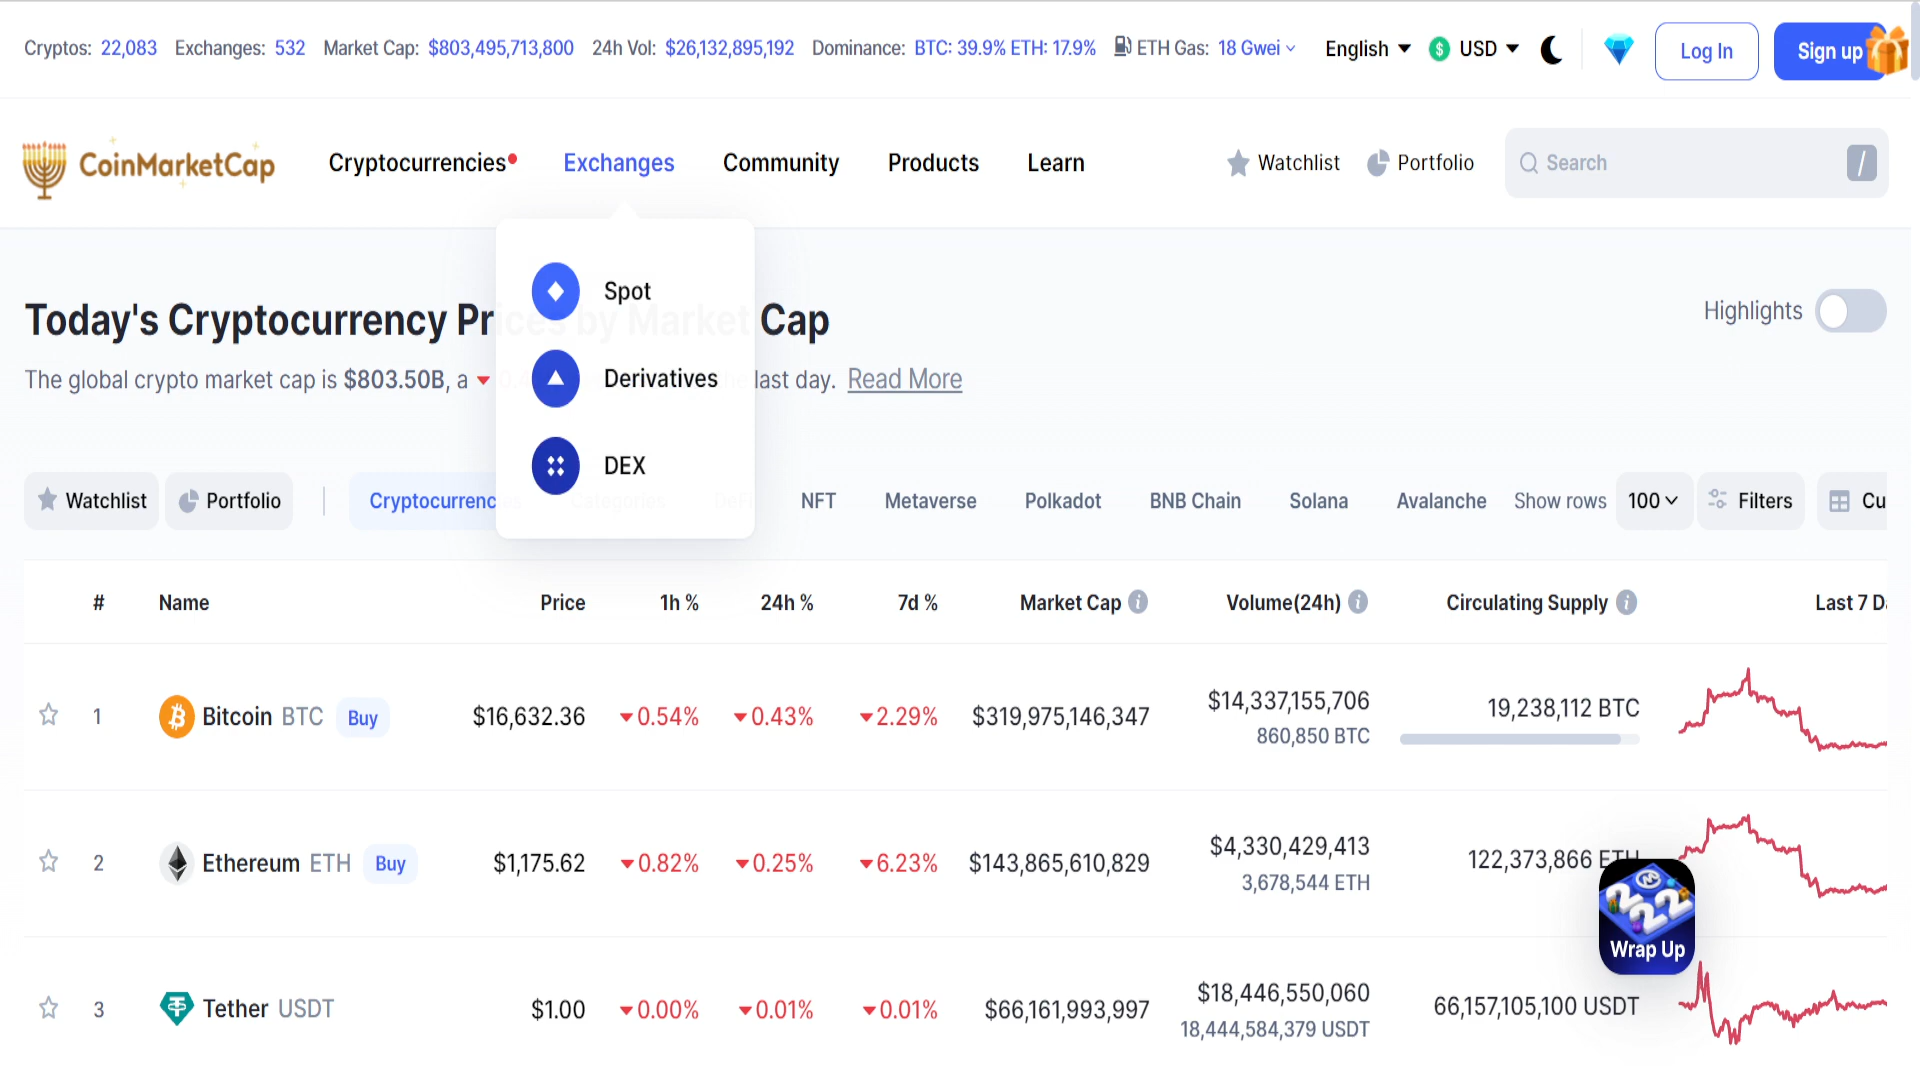 Cryptos: 22,083 Exchanges: 532 Market Cap: $803,495,713,800 24h Vol: $26,132,895,192 Dominance: BTC: 39.9% ETH: 17.9% ETH Gas: 18 Gwei English USD Log In Sign up
CoinMarketCap Cryptocurrencies Exchanges Community Products Learn Watchlist Portfolio Search /
Spot
Derivatives
DEX
Today's Cryptocurrency Prices by Market Cap Highlights
The global crypto market cap is $803.50B, a last day. Read More
Watchlist Portfolio Cryptocurrenc Categories DeFi NFT Metaverse Polkadot BNB Chain Solana Avalanche Show rows 100 Filters Cu
# Name Price 1h % 24h % 7d % Market Cap Volume(24h) Circulating Supply Last 7 Da
1 Bitcoin BTC Buy $16,632.36 0.54% 0.43% 2.29% $319,975,146,347 $14,337,155,706 19,238,112 BTC
860,850 BTC
2 Ethereum ETH Buy $1,175.62 0.82% 0.25% 6.23% $143,865,610,829 $4,330,429,413 122,373,866 ETH
3,678,544 ETH
Wrap Up
3 Tether USDT $1.00 0.00% 0.01% 0.01% $66,161,993,997 $18,446,550,060 66,157,105,100 USDT
18,444,584,379 USDT